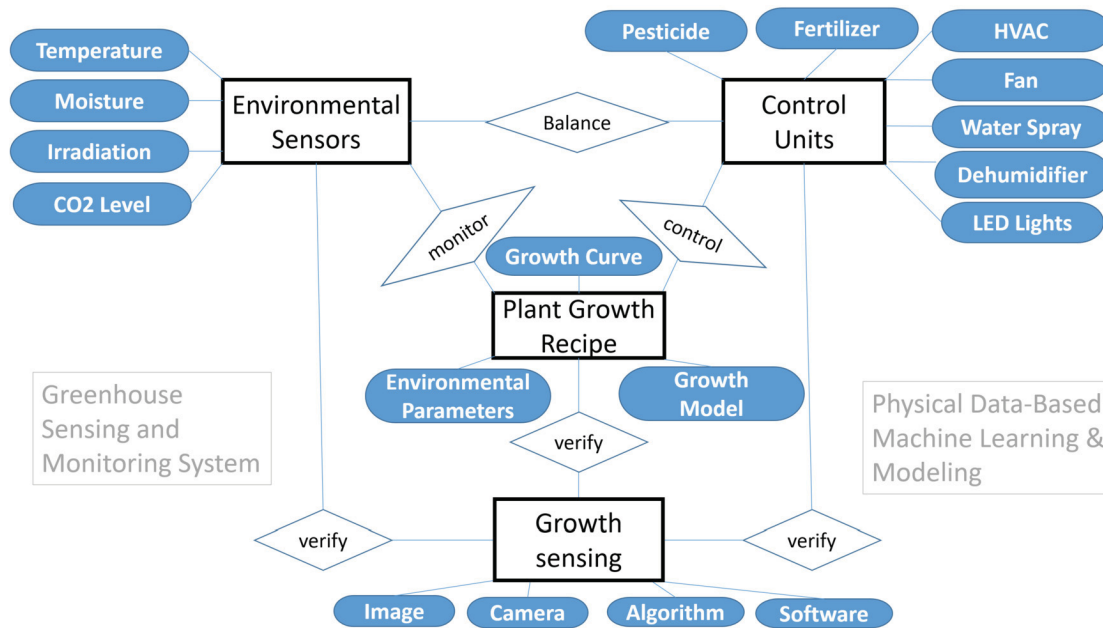 Temperature
Moisture
Irradiation
CO2 Level
Environmental
Sensors
Balance
Pesticide
Fertilizer
HVAC
Fan
Water Spray
Dehumidifier
LED Lights
Control
Units
monitor
control
Growth Curve
Plant Growth
Recipe
Environmental
Parameters
Growth
Model
Greenhouse
Sensing and
Monitoring System
Physical Data-Based
Machine Learning &
Modeling
verify
verify
verify
Growth
sensing
Image
Camera
Algorithm
Software